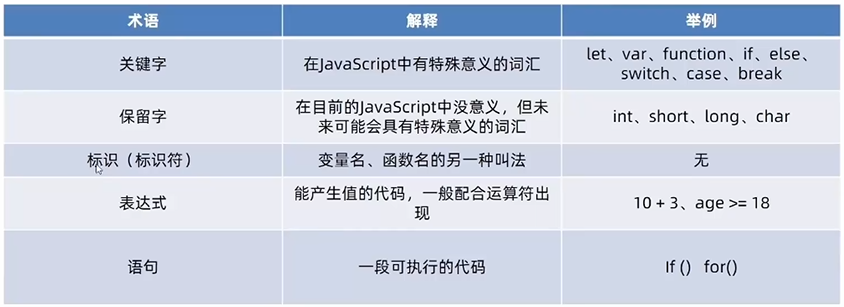 术语 解释 举例
关键字 在JavaScript中有特殊意义的词汇 let、var、function、if、else、
switch、case、break
保留字 在目前的JavaScript中没意义，但未
来可能会具有特殊意义的词汇 int、short、long、char
标识（标识符） 变量名、函数名的另一种叫法 无
表达式 能产生值的代码，一般配合运算符出
现 10 + 3、age >= 18
语句 一段可执行的代码 If () for()